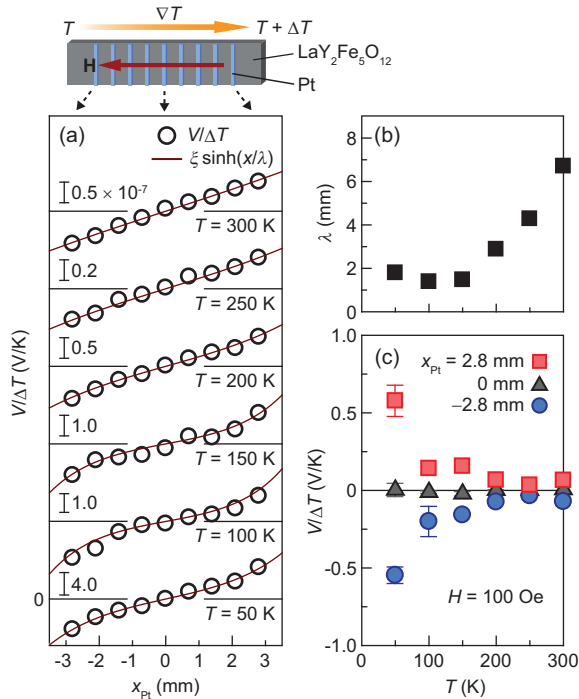 T ∇T T + ΔT
H
LaY₂Fe₅O₁₂
Pt
(a)
V/ΔT
ξ sinh(x/λ)
0.5 × 10⁻⁷
T = 300 K
0.2
T = 250 K
0.5
T = 200 K
1.0
T = 150 K
1.0
T = 100 K
4.0
0
T = 50 K
V/ΔT (V/K)
−3 −2 −1 0 1 2 3
x_Pt (mm)
(b)
8
6
4
2
0
λ (mm)
(c)
x_Pt = 2.8 mm
0 mm
−2.8 mm
1.0
0.5
0
-0.5
-1.0
V/ΔT (V/K)
H = 100 Oe
0 100 200 300
T (K)